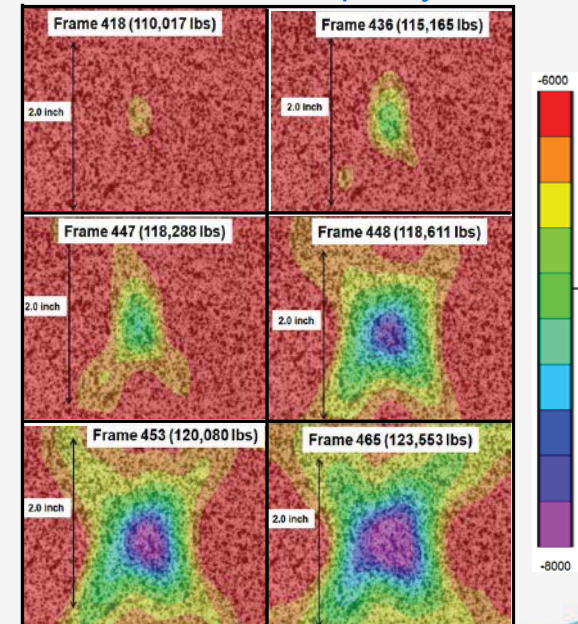 Frame 418 (110,017 lbs)
2.0 inch
Frame 436 (115,165 lbs)
2.0 inch
Frame 447 (118,288 lbs)
2.0 inch
Frame 448 (118,611 lbs)
2.0 inch
Frame 453 (120,080 lbs)
2.0 inch
Frame 465 (123,553 lbs)
2.0 inch
-6000
-8000